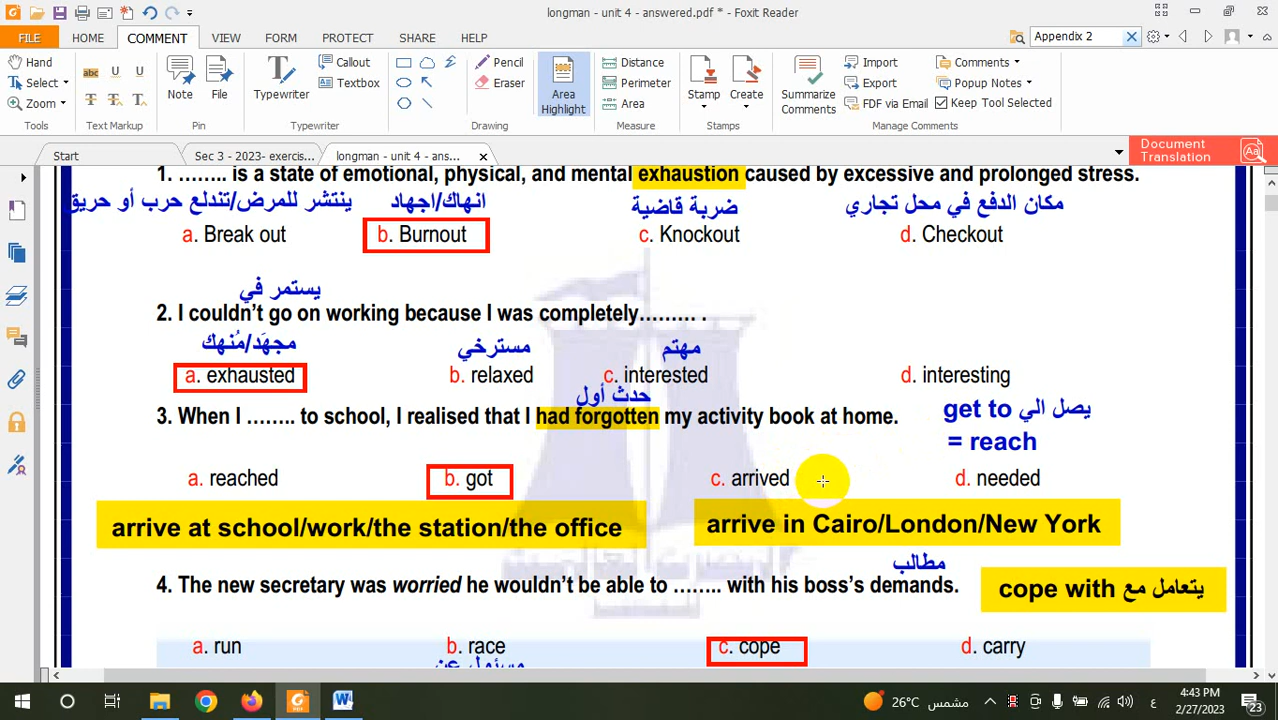 longman - unit 4 - answered.pdf * - Foxit Reader
FILE HOME COMMENT VIEW FORM PROTECT SHARE HELP
Appendix 2
Hand
Select
Zoom
Tools
Text Markup
Note
File
Pin
Typewriter
Callout
Textbox
Typewriter
Pencil
Eraser
Drawing
Area Highlight
Distance
Perimeter
Area
Measure
Stamp
Create
Stamps
Summarize Comments
Import
Export
FDF via Email
Comments
Popup Notes
Keep Tool Selected
Manage Comments
Start
Sec 3 - 2023- exercis...
longman - unit 4 - ans...
Document Translation
1. …….. is a state of emotional, physical, and mental exhaustion caused by excessive and prolonged stress.
ينتشر للمرض/تندلع حرب أو حريق
انهاك/اجهاد
ضربة قاضية
مكان الدفع في محل تجاري
a. Break out b. Burnout c. Knockout d. Checkout
يستمر في
2. I couldn’t go on working because I was completely……… .
مجهَد/مُنهك
مسترخي
مهتم
a. exhausted b. relaxed c. interested d. interesting
حدث أول
3. When I …….. to school, I realised that I had forgotten my activity book at home.
get to يصل الي
= reach
a. reached b. got c. arrived d. needed
arrive at school/work/the station/the office
arrive in Cairo/London/New York
مطالب
4. The new secretary was worried he wouldn’t be able to …….. with his boss’s demands.
cope with يتعامل مع
a. run b. race c. cope d. carry
مسئول عن
26°C مشمس
ع
4:43 PM
2/27/2023
23